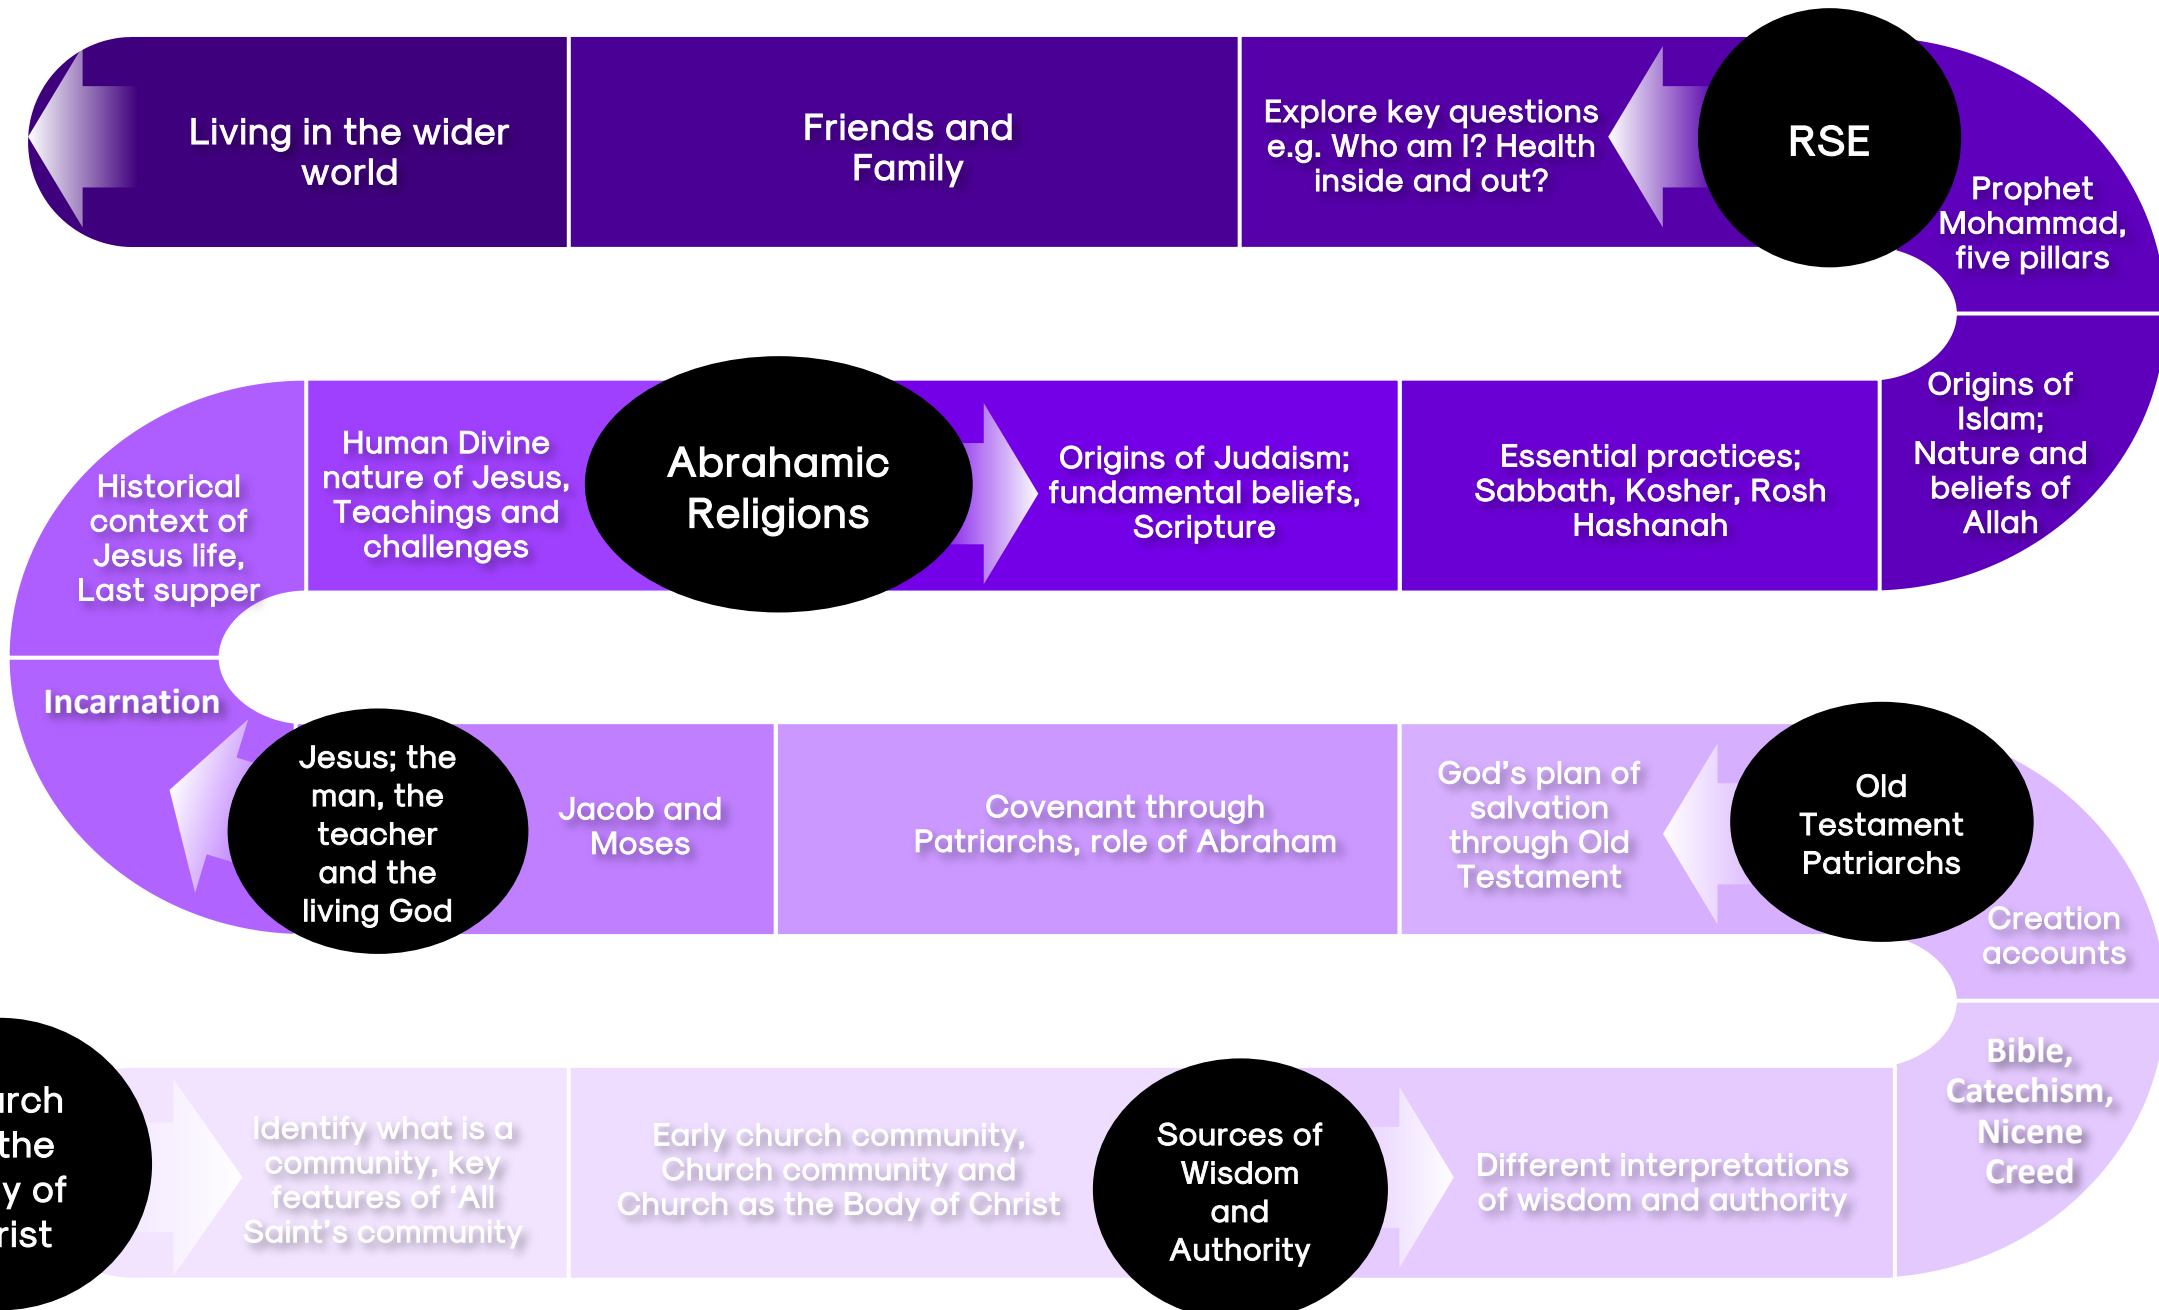 Living in the wider
world
Friends and
Family
Explore key questions
e.g. Who am I? Health
inside and out?
RSE
Prophet
Mohammad,
five pillars
Historical
context of
Jesus life,
Last supper
Human Divine
nature of Jesus,
Teachings and
challenges
Abrahamic
Religions
Origins of Judaism;
fundamental beliefs,
Scripture
Essential practices;
Sabbath, Kosher, Rosh
Hashanah
Origins of
Islam;
Nature and
beliefs of
Allah
Incarnation
Jesus; the
man, the
teacher
and the
living God
Jacob and
Moses
Covenant through
Patriarchs, role of Abraham
God's plan of
salvation
through Old
Testament
Old
Testament
Patriarchs
Creation
accounts
the
of
Identify what is a
community, key
features of ‘All
Saint's community
Early church community,
Church community and
Church as the Body of Christ
Sources of
Wisdom
and
Authority
Different interpretations
of wisdom and authority
Bible,
Catechism,
Nicene
Creed